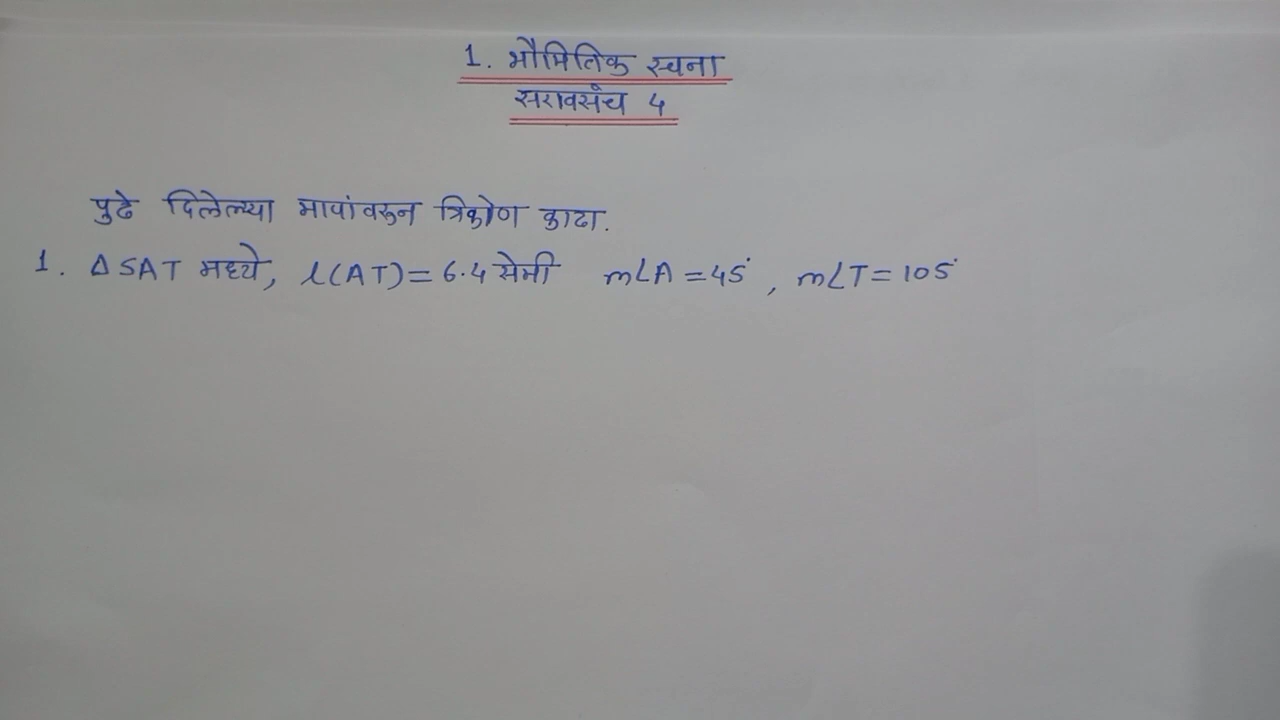 1. भौमितिक रचना
सरावसंच 4
पुढे दिलेल्या मापांवरून त्रिकोण काढा.
1. ΔSAT मध्ये, l(AT)=6.4 सेमी m∠A=45°, m∠T=105°